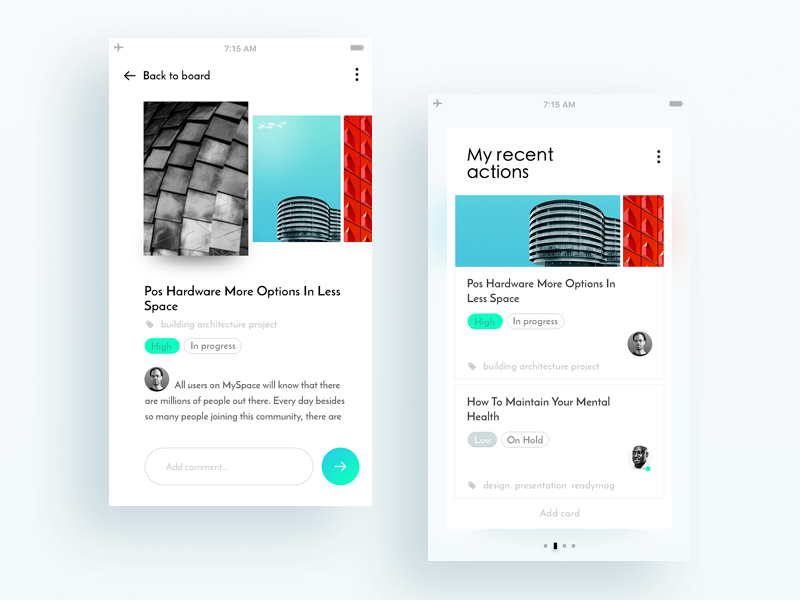 7:15 AM
Back to board
Pos Hardware More Options In Less
Space
building architecture project
High
In progress
All users on MySpace will know that there
are millions of people out there. Every day besides
so many people joining this community, there are
Add comment...
7:15 AM
My recent
actions
Pos Hardware More Options In
Less Space
High
In progress
building architecture project
How To Maintain Your Mental
Health
Low
On Hold
design presentation readymag
Add card